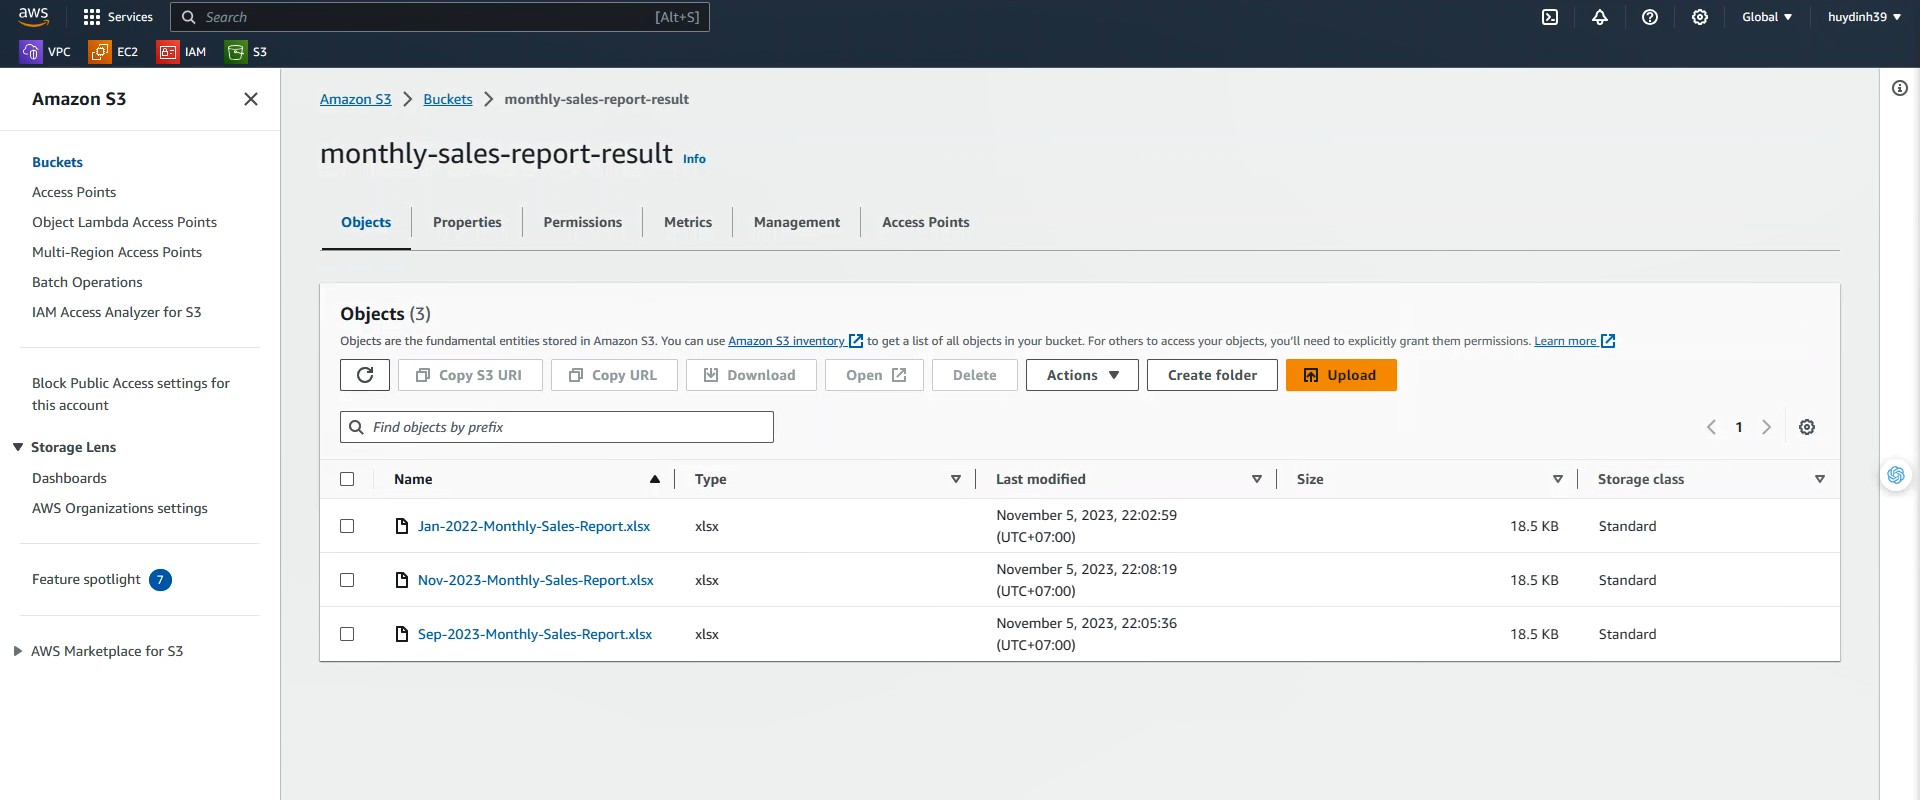 aws
Services
Search
[Alt+S]
Global
huydinh39
VPC
EC2
IAM
S3
Amazon S3
Buckets
Access Points
Object Lambda Access Points
Multi-Region Access Points
Batch Operations
IAM Access Analyzer for S3
Block Public Access settings for
this account
Storage Lens
Dashboards
AWS Organizations settings
Feature spotlight 7
AWS Marketplace for S3
Amazon S3 > Buckets > monthly-sales-report-result
monthly-sales-report-result Info
Objects
Properties
Permissions
Metrics
Management
Access Points
Objects (3)
Objects are the fundamental entities stored in Amazon S3. You can use Amazon S3 inventory to get a list of all objects in your bucket. For others to access your objects, you'll need to explicitly grant them permissions. Learn more
Copy S3 URI
Copy URL
Download
Open
Delete
Actions
Create folder
Upload
Find objects by prefix
1
Name
Type
Last modified
Size
Storage class
Jan-2022-Monthly-Sales-Report.xlsx
xlsx
November 5, 2023, 22:02:59
(UTC+07:00)
18.5 KB
Standard
Nov-2023-Monthly-Sales-Report.xlsx
xlsx
November 5, 2023, 22:08:19
(UTC+07:00)
18.5 KB
Standard
Sep-2023-Monthly-Sales-Report.xlsx
xlsx
November 5, 2023, 22:05:36
(UTC+07:00)
18.5 KB
Standard